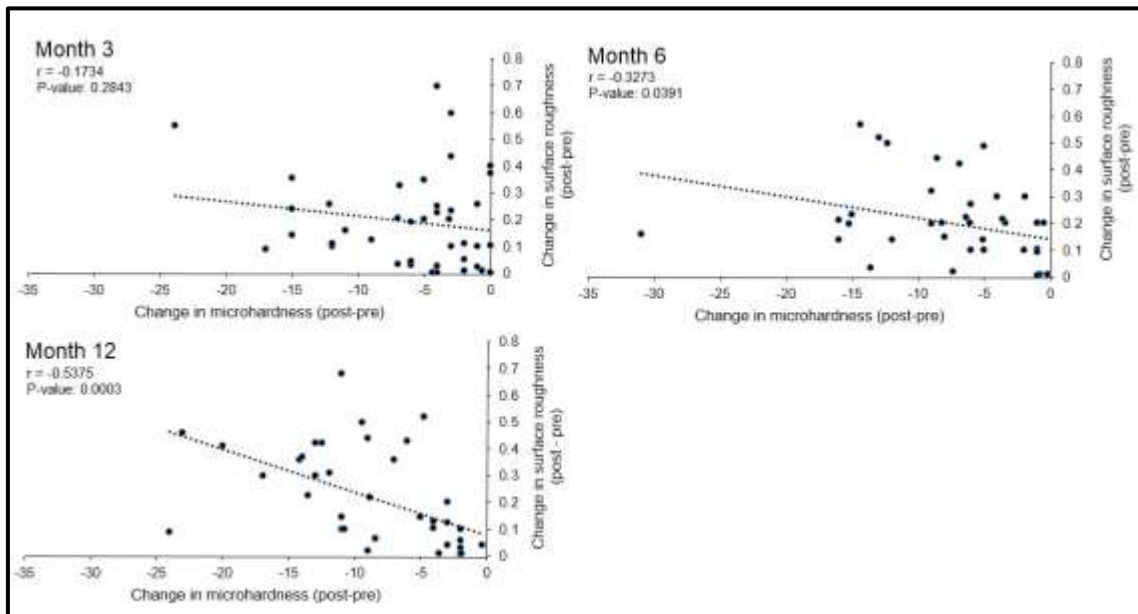 Month 3
r = -0.1734
P-value: 0.2843
0.8
0.7
0.6
0.5
0.4
0.3
0.2
0.1
0
Change in surface roughness
(post-pre)
-35 -30 -25 -20 -15 -10 -5 0
Change in microhardness (post-pre)
Month 6
r = -0.3273
P-value: 0.0391
0.8
0.7
0.6
0.5
0.4
0.3
0.2
0.1
0
Change in surface roughness
(post-pre)
-35 -30 -25 -20 -15 -10 -5 0
Change in microhardness (post-pre)
Month 12
r = -0.5375
P-value: 0.0003
0.8
0.7
0.6
0.5
0.4
0.3
0.2
0.1
0
Change in surface roughness
(post - pre)
-35 -30 -25 -20 -15 -10 -5 0
Change in microhardness (post-pre)